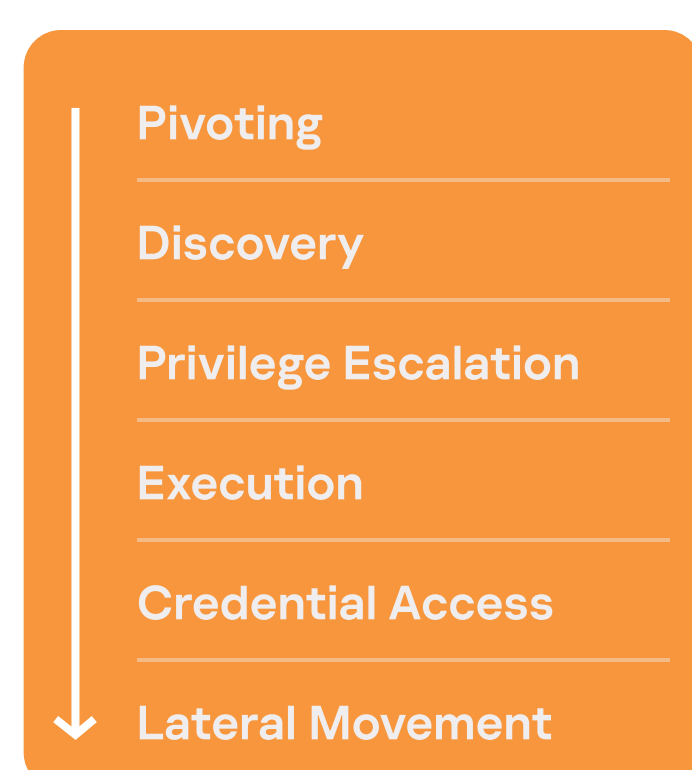 Pivoting
Discovery
Privilege Escalation
Execution
Credential Access
Lateral Movement